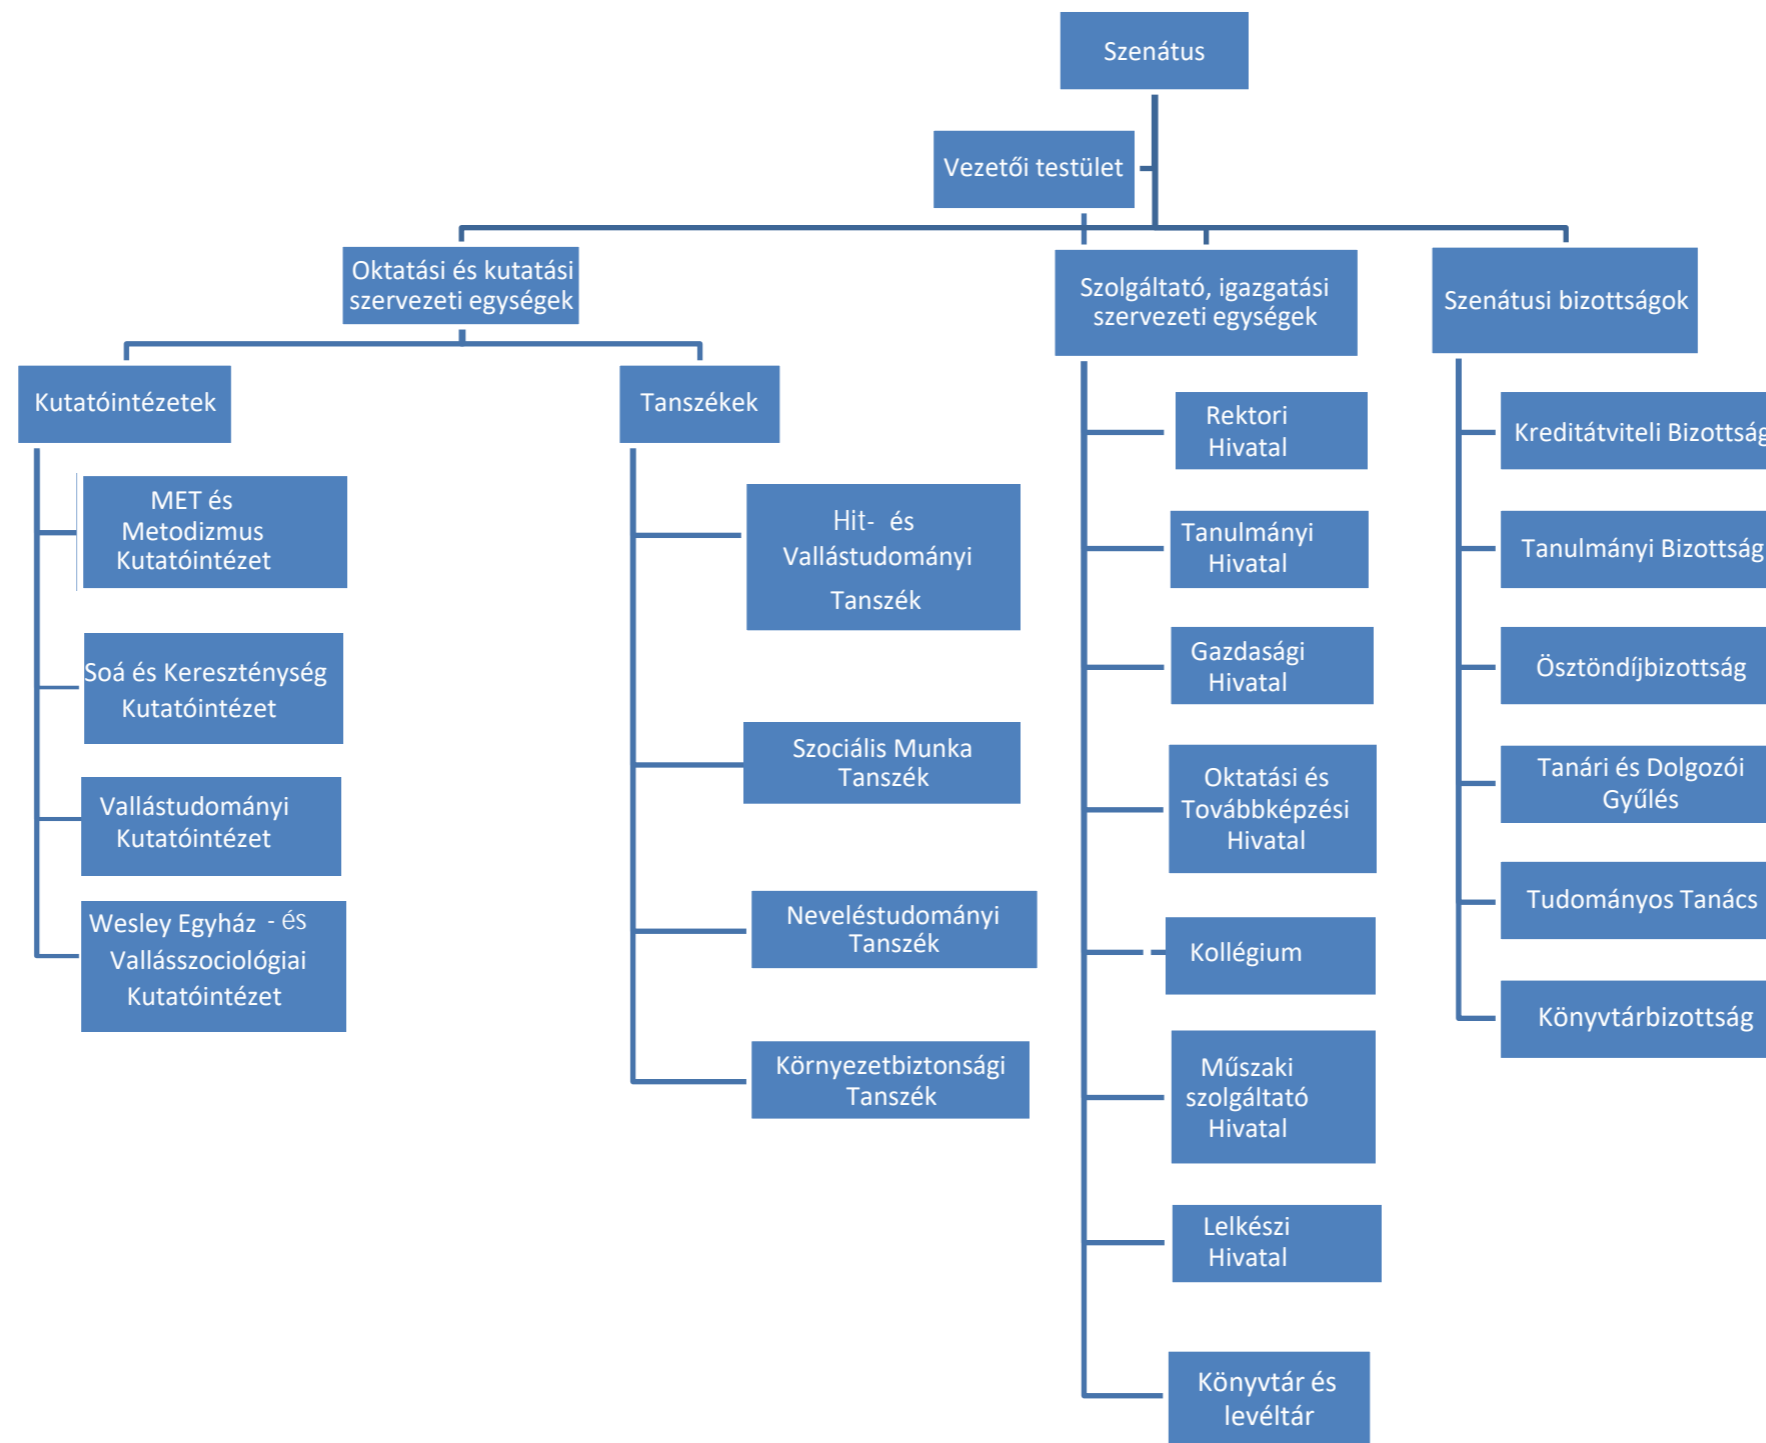 Szenátus
Vezetői testület
Oktatási és kutatási
szervezeti egységek
Szolgáltató, igazgatási
szervezeti egységek
Szenátusi bizottságok
Kutatóintézetek
MET és
Metodizmus
Kutatóintézet
Soá és Kereszténység
Kutatóintézet
Vallástudományi
Kutatóintézet
Wesley Egyház - és
Vallásszociológiai
Kutatóintézet
Tanszékek
Hit- és
Vallástudományi
Tanszék
Szociális Munka
Tanszék
Neveléstudományi
Tanszék
Környezetbiztonsági
Tanszék
Rektori
Hivatal
Tanulmányi
Hivatal
Gazdasági
Hivatal
Oktatási és
Továbbképzési
Hivatal
Kollégium
Műszaki
szolgáltató
Hivatal
Lelkészi
Hivatal
Könyvtár és
levéltár
Kreditátviteli Bizottság
Tanulmányi Bizottság
Ösztöndíjbizottság
Tanári és Dolgozói
Gyűlés
Tudományos Tanács
Könyvtárbizottság